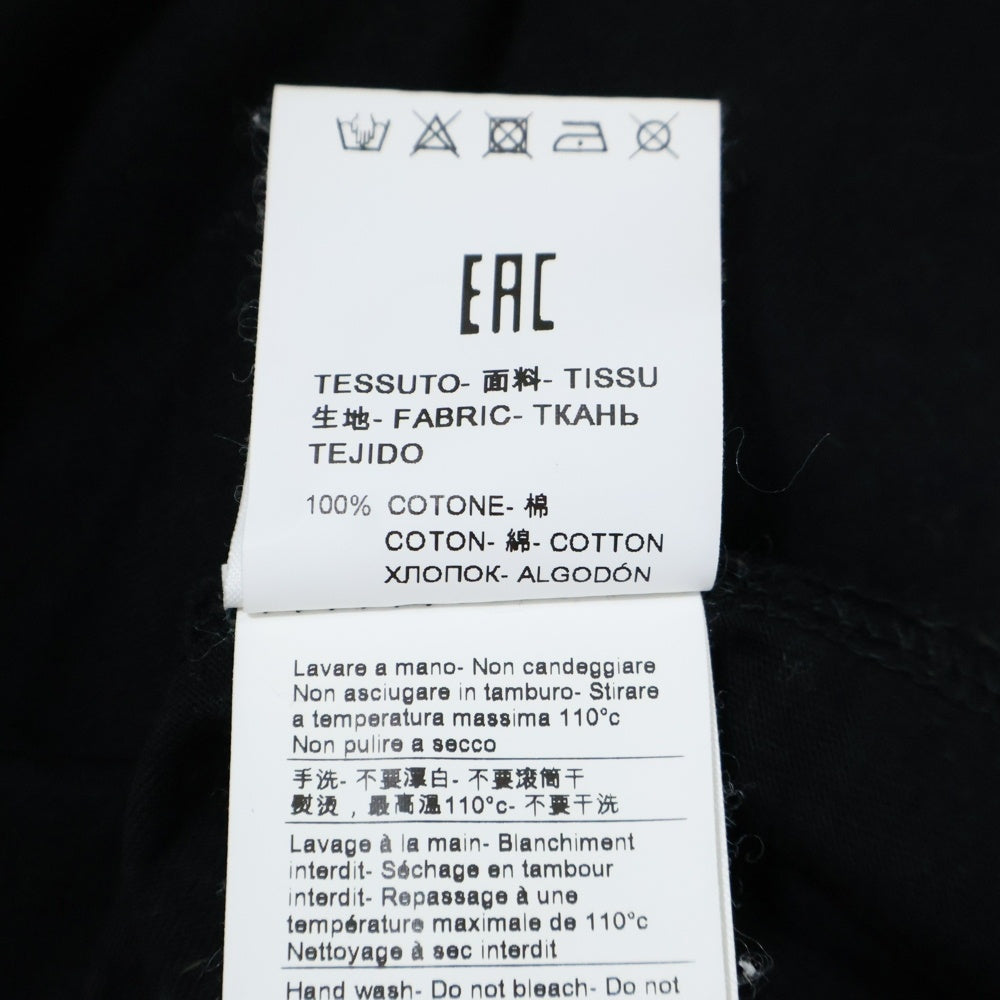 EAC
TESSUTO- 面料- TISSU
生地- FABRIC- ТКАНЬ
TEJIDO
100% COTONE- 棉
COTON- 綿- COTTON
ХЛОПОК- ALGODÓN
Lavare a mano- Non candeggiare
Non asciugare in tamburo- Stirare
a temperatura massima 110°c
Non pulire a secco
手洗- 不要漂白- 不要滚筒干
熨烫，最高温110°c- 不要干洗
Lavage à la main- Blanchiment
interdit- Séchage en tambour
interdit- Repassage à une
température maximale de 110°c
Nettoyage à sec interdit
Hand wash- Do not bleach- Do not